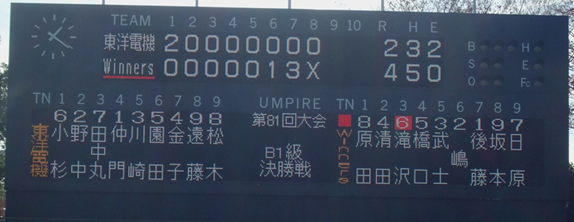 TEAM 1 2 3 4 5 6 7 8 9 10 R H E
東洋電機 2 0 0 0 0 0 0 0 2 3 2
Winners 0 0 0 0 0 1 3 X 4 5 0
B H
S E
O Fc
TN 1 2 3 4 5 6 7 8 9
6 2 7 1 3 5 4 9 8
東洋電機
小杉
野中
田中丸
仲門
川崎
園田
金子
遠藤
松木
UMPIRE
第81回大会
B1級
決勝戦
TN 1 2 3 4 5 6 7 8 9
8 4 6 5 3 2 1 9 7
Winners
原田
清田
滝沢
橋口
武士
嶋
後藤
坂本
日原